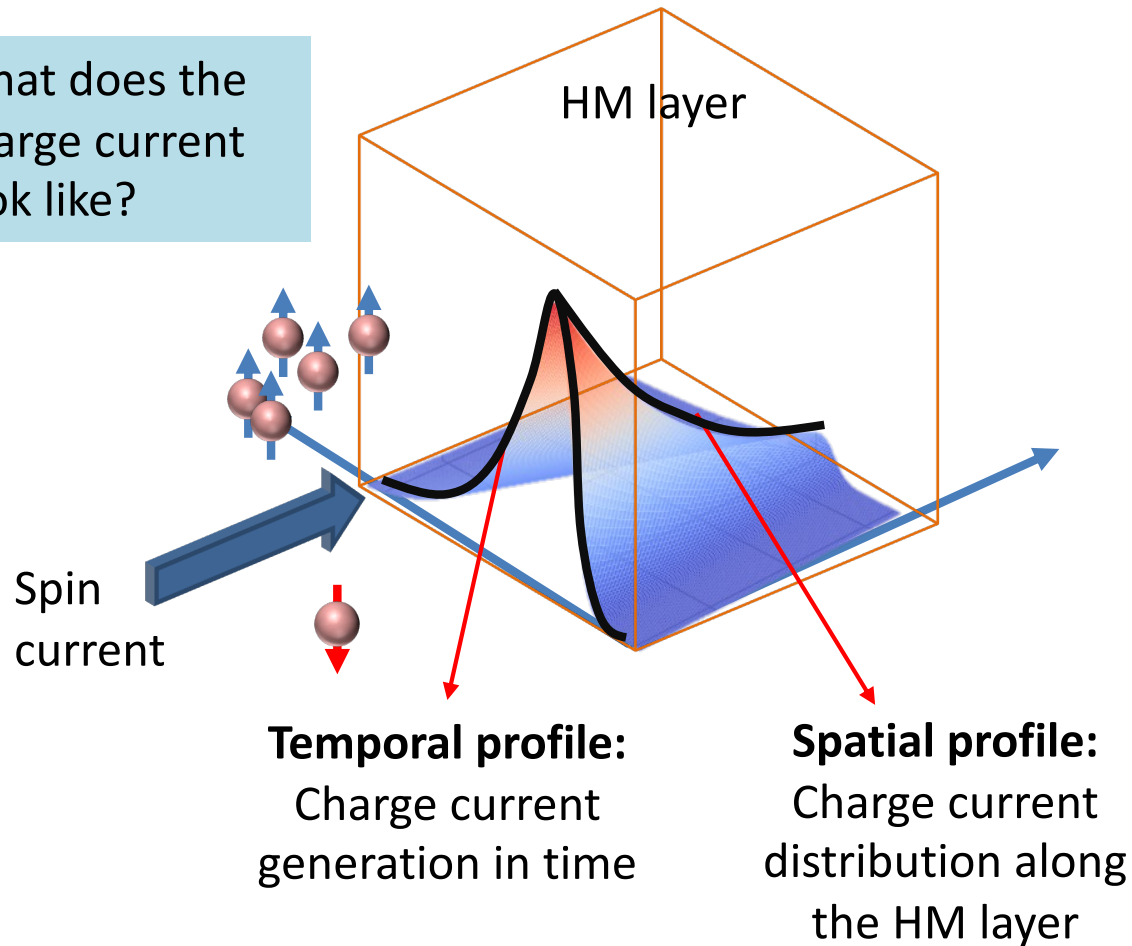 hat does the
arge current
ok like?
HM layer
Spin
current
Temporal profile:
Charge current
generation in time
Spatial profile:
Charge current
distribution along
the HM layer